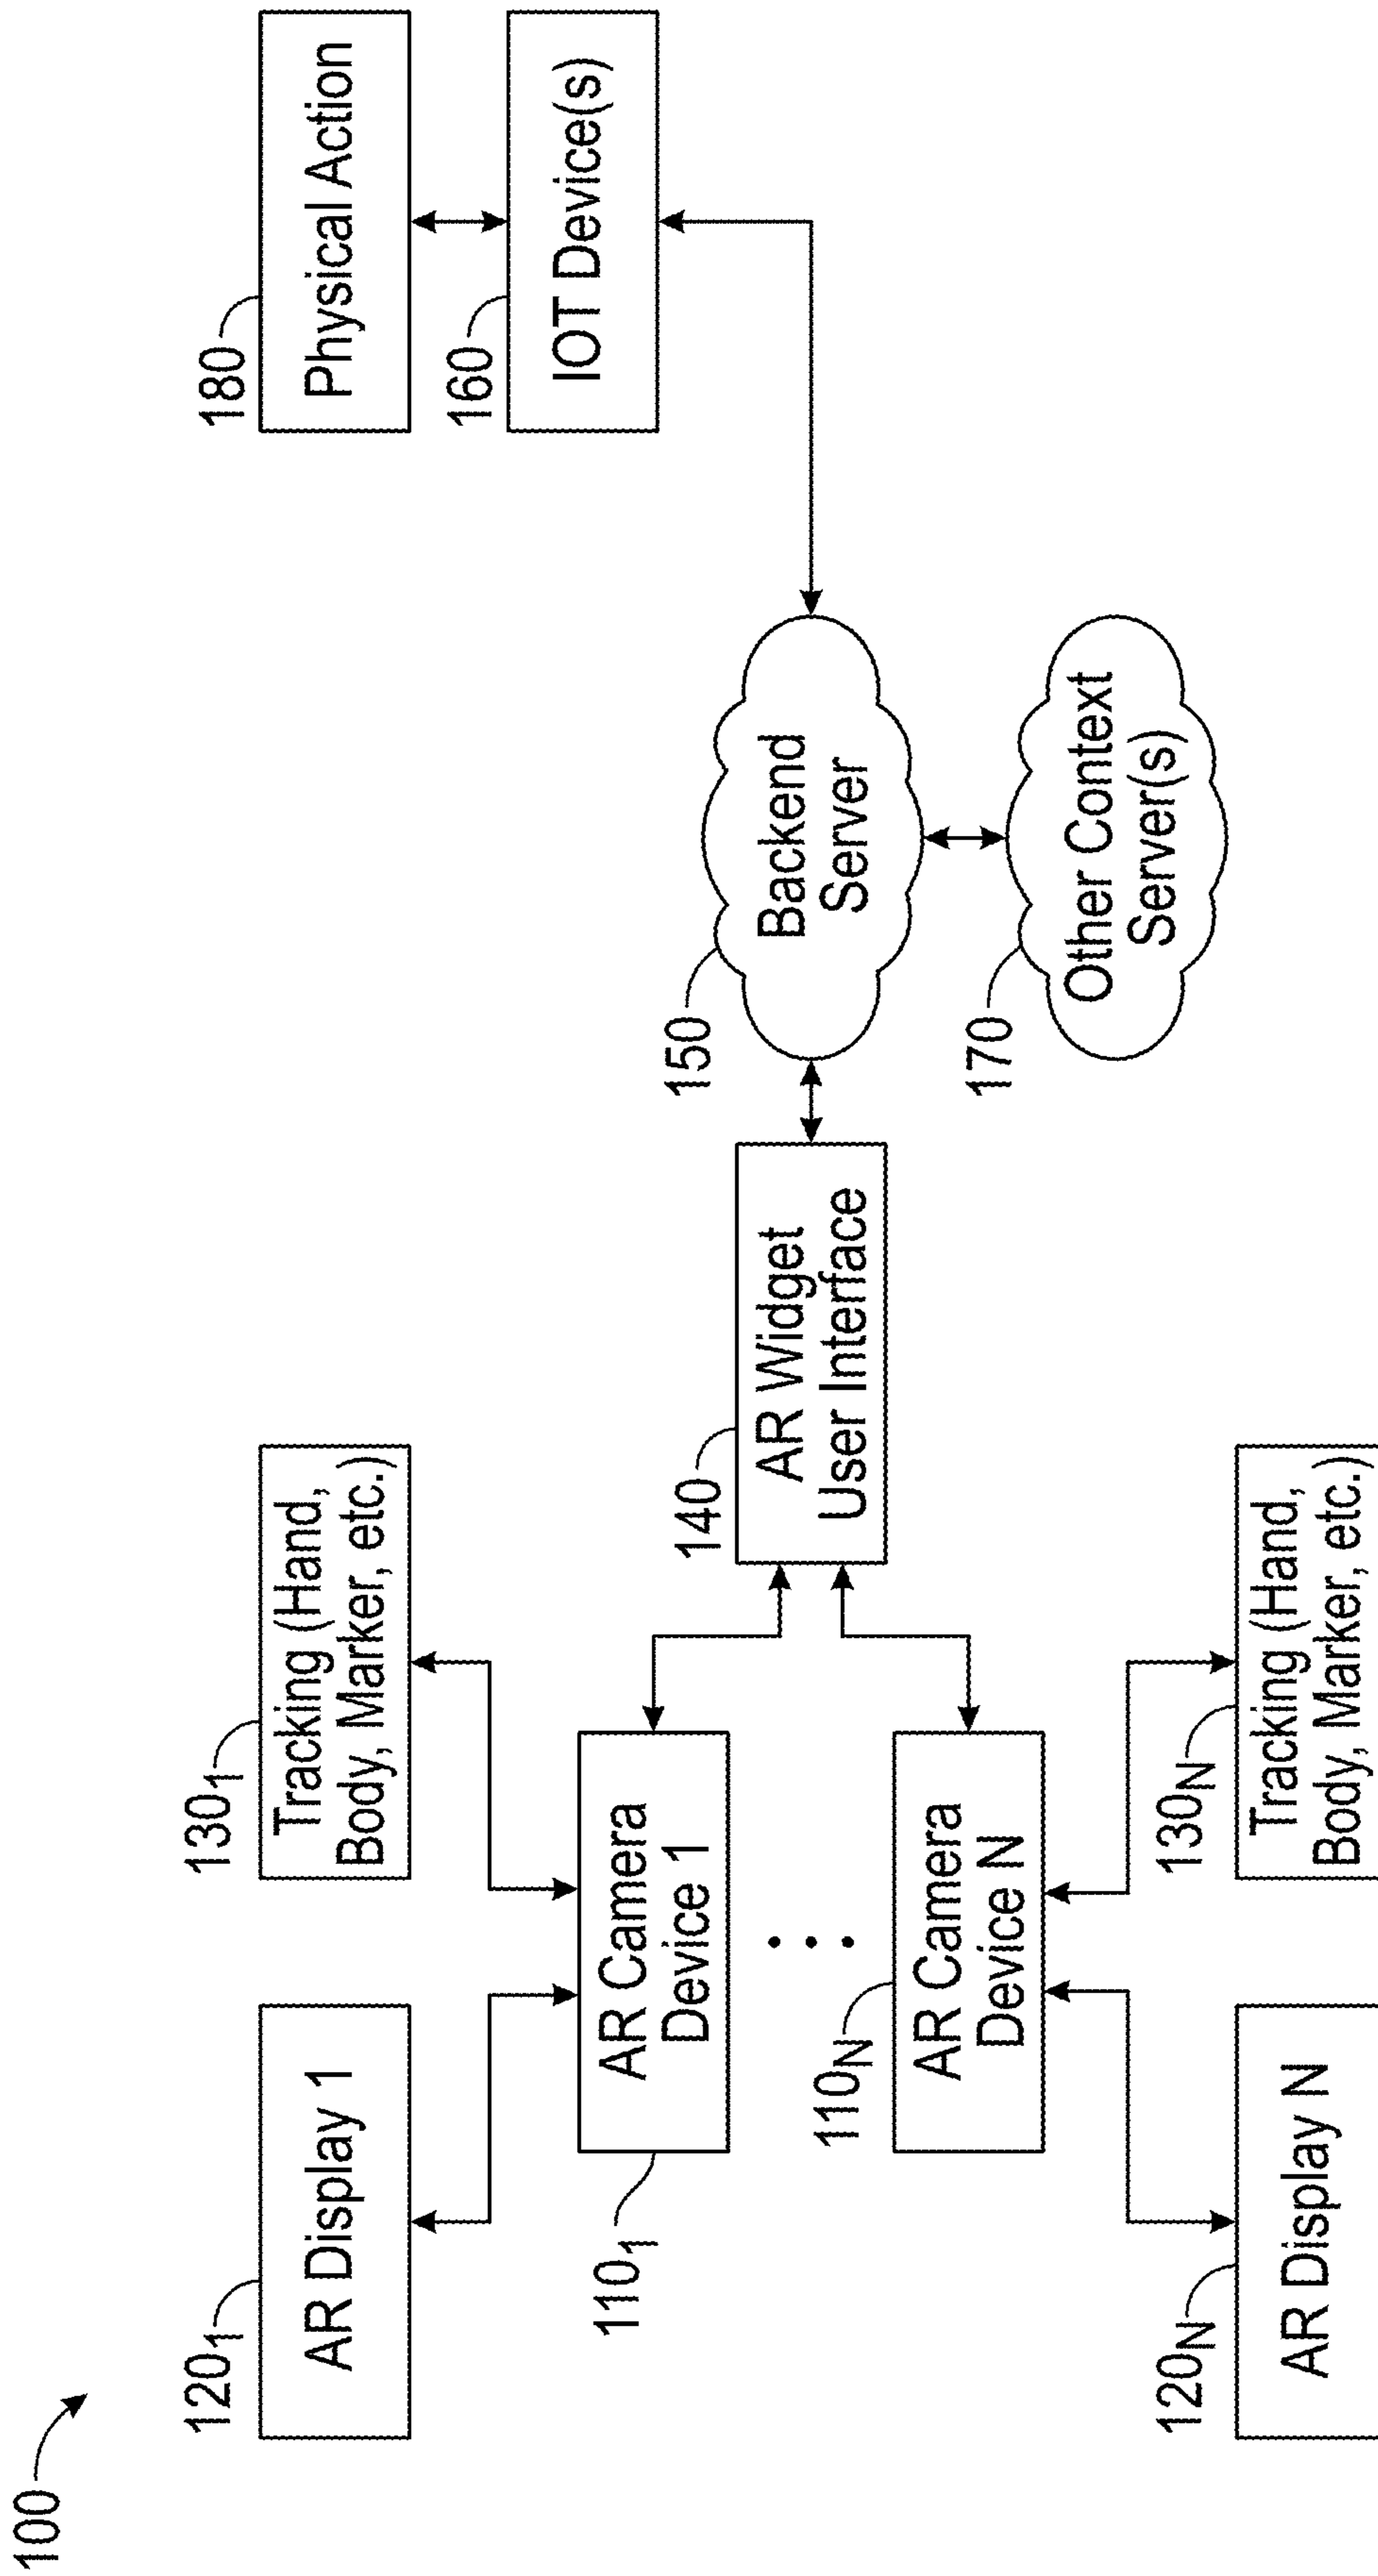 100
120₁
AR Display 1
130₁
Tracking (Hand,
Body, Marker, etc.)
180
Physical Action
160
IOT Device(s)
110₁
AR Camera
Device 1
140
AR Widget
User Interface
150
Backend
Server
170
Other Context
Server(s)
110N
AR Camera
Device N
120N
AR Display N
130N
Tracking (Hand,
Body, Marker, etc.)